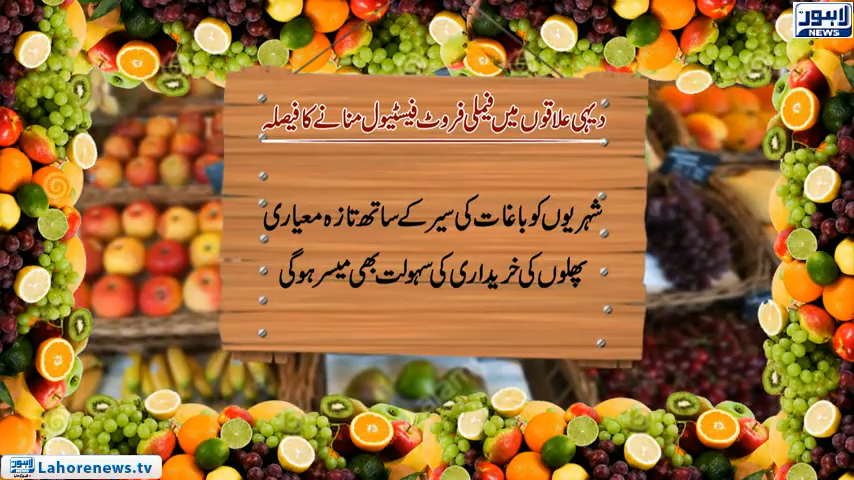 لاہور
NEWS
دیہی علاقوں میں فیملی فروٹ فیسٹیول منانے کا فیصلہ
شہریوں کو باغات کی سیر کے ساتھ تازہ معیاری
پھلوں کی خریداری کی سہولت بھی میسر ہوگی
لاہور Lahorenews.tv